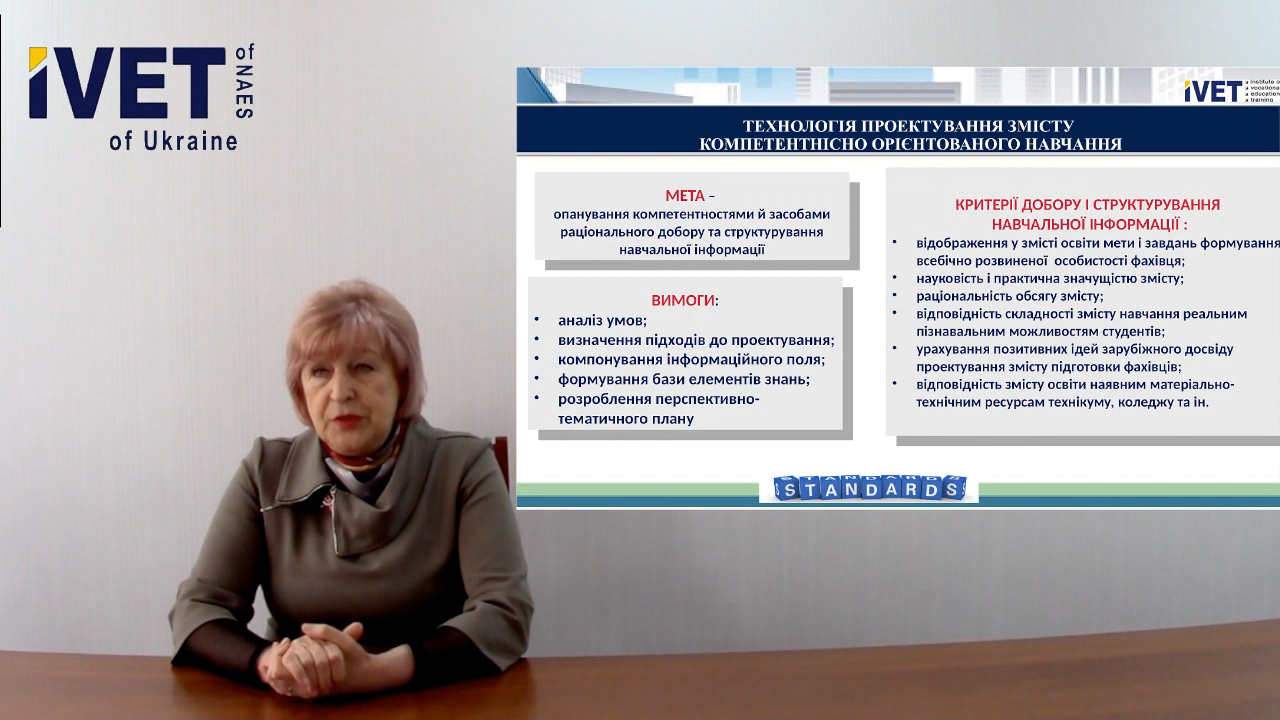 iVET
of NAES
of Ukraine
iVET
institute o
vocationa
educatio
training
ТЕХНОЛОГІЯ ПРОЕКТУВАННЯ ЗМІСТУ
КОМПЕТЕНТНІСНО ОРІЄНТОВАНОГО НАВЧАННЯ
МЕТА –
опанування компетентностями й засобами
раціонального добору та структурування
навчальної інформації
ВИМОГИ:
• аналіз умов;
• визначення підходів до проектування;
• компонування інформаційного поля;
• формування бази елементів знань;
• розроблення перспективно-
тематичного плану
КРИТЕРІЇ ДОБОРУ І СТРУКТУРУВАННЯ
НАВЧАЛЬНОЇ ІНФОРМАЦІЇ :
• відображення у змісті освіти мети і завдань формування
всебічно розвиненої особистості фахівця;
• науковість і практична значущістю змісту;
• раціональність обсягу змісту;
• відповідність складності змісту навчання реальним
пізнавальним можливостям студентів;
• урахування позитивних ідей зарубіжного досвіду
проектування змісту підготовки фахівців;
• відповідність змісту освіти наявним матеріально-
технічним ресурсам технікуму, коледжу та ін.
STANDARDS